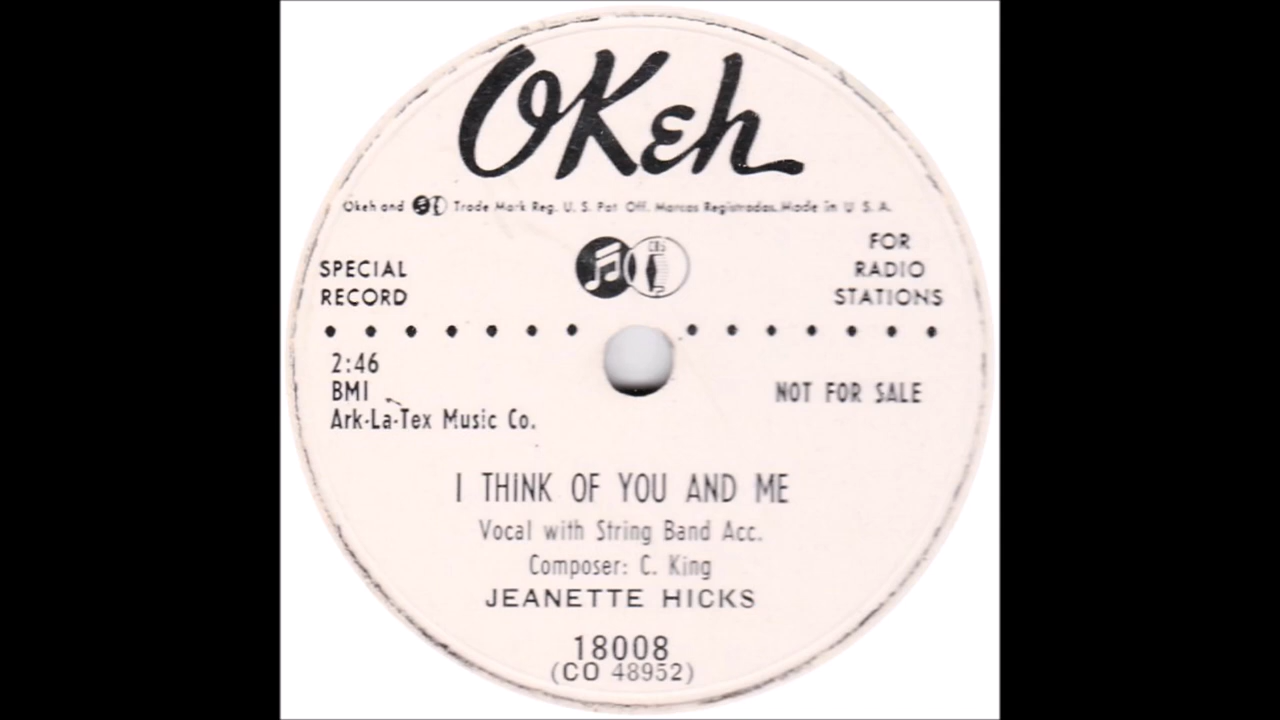 OKeh
Okeh and Trade Mark Reg. U. S. Pat Off. Marcas Registradas. Made in U S A.
SPECIAL
RECORD
FOR
RADIO
STATIONS
2:46
BMI
Ark-La-Tex Music Co.
NOT FOR SALE
I THINK OF YOU AND ME
Vocal with String Band Acc.
Composer: C. King
JEANETTE HICKS
18008
(CO 48952)